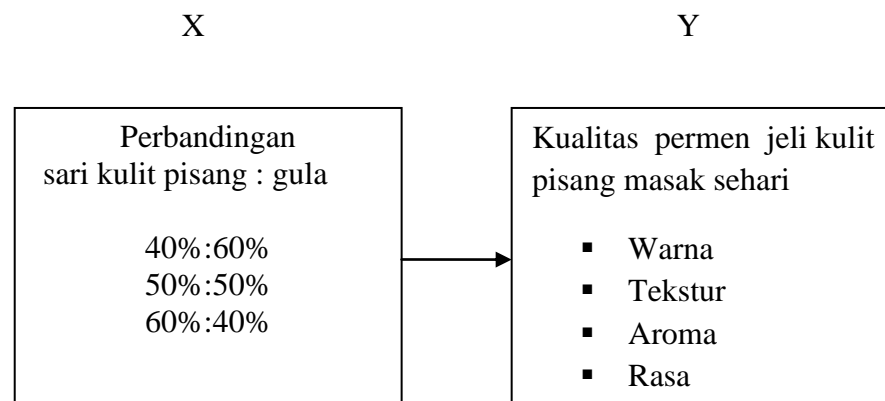 X
Y
Perbandingan
sari kulit pisang : gula
40%:60%
50%:50%
60%:40%
Kualitas permen jeli kulit
pisang masak sehari
▪ Warna
▪ Tekstur
▪ Aroma
▪ Rasa